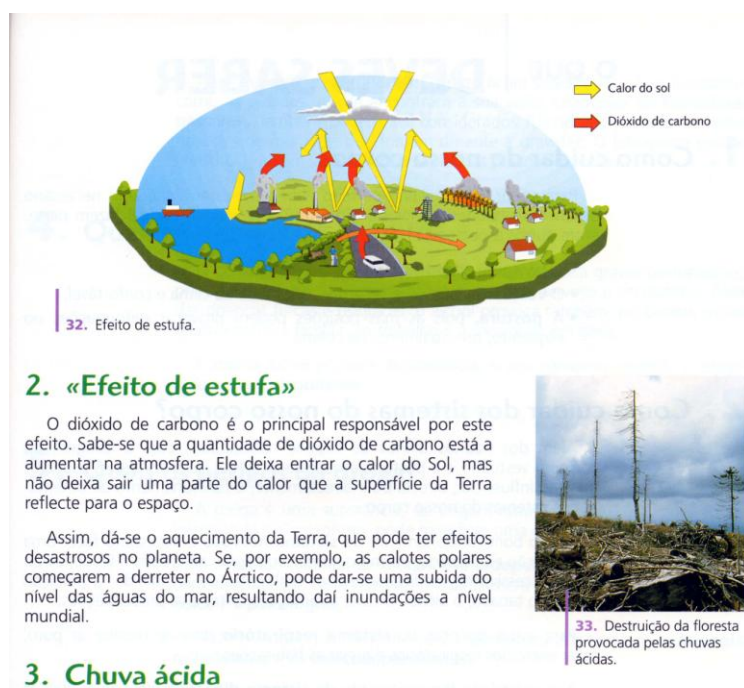 Calor do sol
Dióxido de carbono
32. Efeito de estufa.
2. «Efeito de estufa»
O dióxido de carbono é o principal responsável por este
efeito. Sabe-se que a quantidade de dióxido de carbono está a
aumentar na atmosfera. Ele deixa entrar o calor do Sol, mas
não deixa sair uma parte do calor que a superfície da Terra
reflecte para o espaço.
Assim, dá-se o aquecimento da Terra, que pode ter efeitos
desastrosos no planeta. Se, por exemplo, as calotes polares
começarem a derreter no Árctico, pode dar-se uma subida do
nível das águas do mar, resultando daí inundações a nível
mundial.
33. Destruição da floresta
provocada pelas chuvas
ácidas.
3. Chuva ácida